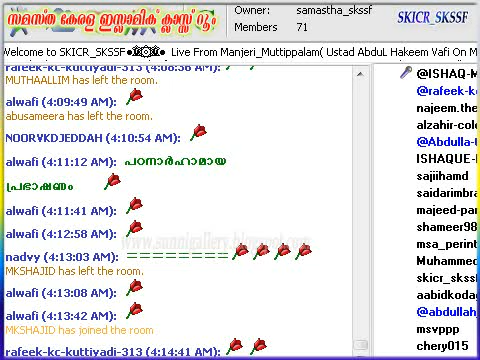 സമസ്ത കേരള ഇസ്ലാമിക് ക്ലാസ്സ് റൂം
Owner: samastha_skssf
Members 71
SKICR_SKSSF
Welcome to SKICR_SKSSF Live From Manjeri_Muttippalam( Ustad AbduL Hakeem Vafi On M
rafeek-kc-kuttiyadi-313 (4:08:36 AM):
MUTHAALLIM has left the room.
alwafi (4:09:49 AM):
abusameera has left the room.
NOORVKDJEDDAH (4:10:54 AM):
alwafi (4:11:12 AM): പഠനാർഹാമായ
പ്രഭാഷണം
alwafi (4:11:41 AM):
alwafi (4:12:58 AM):
nadvy (4:13:03 AM): =============
MKSHAJID has left the room.
alwafi (4:13:08 AM):
alwafi (4:13:42 AM):
MKSHAJID has joined the room
rafeek-kc-kuttiyadi-313 (4:14:41 AM):
@ISHAQ-M
@rafeek-kc
najeem.the
alzahir-colo
@Abdulla-
ISHAQUE-
sajiihamd
saidarimbra
majeed-par
shameer98
msa_perint
Muhammed
skicr_skssf
aabidkodag
@abdullah
msvppp
chery015
www.sunnigallery.blogspot.com